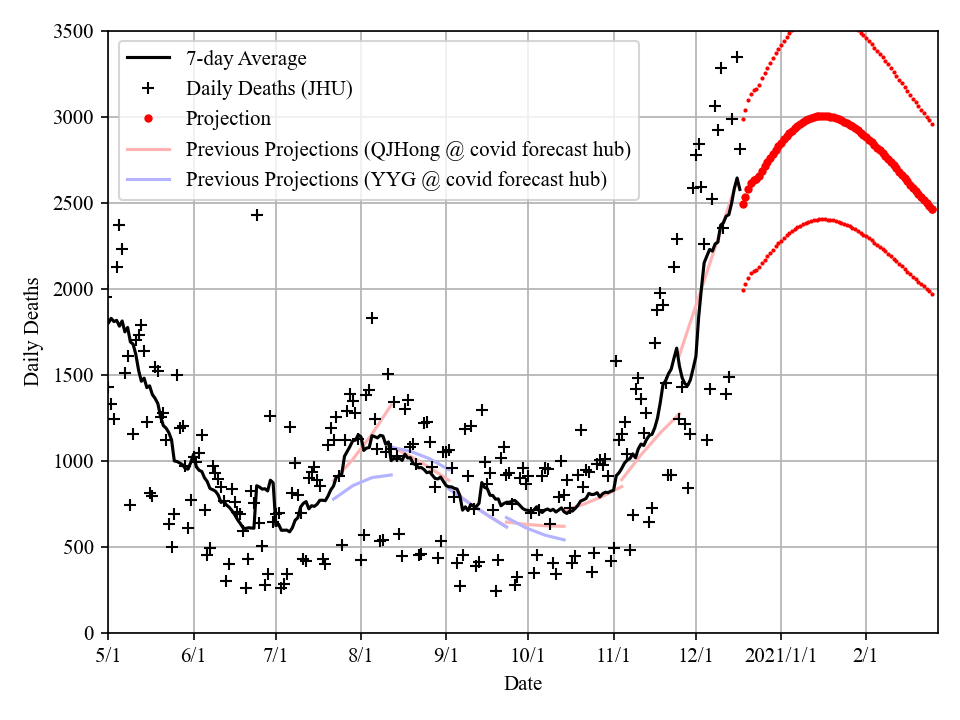 3500
3000
2500
2000
1500
1000
500
0
Daily Deaths
7-day Average
Daily Deaths (JHU)
Projection
Previous Projections (QJHong @ covid forecast hub)
Previous Projections (YYG @ covid forecast hub)
5/1 6/1 7/1 8/1 9/1 10/1 11/1 12/1 2021/1/1 2/1
Date